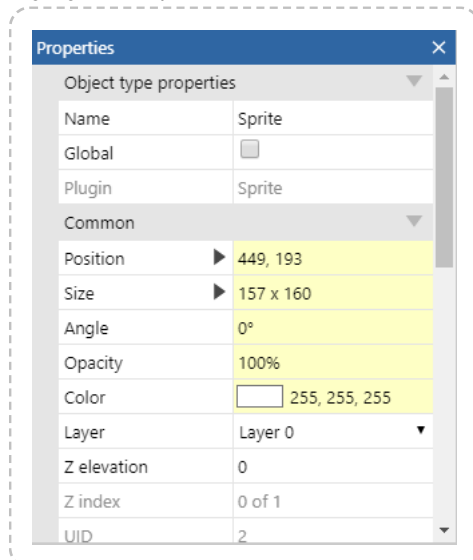 Properties
Object type properties
Name Sprite
Global
Plugin Sprite
Common
Position 449, 193
Size 157 x 160
Angle 0°
Opacity 100%
Color 255, 255, 255
Layer Layer 0
Z elevation 0
Z index 0 of 1
UID 2